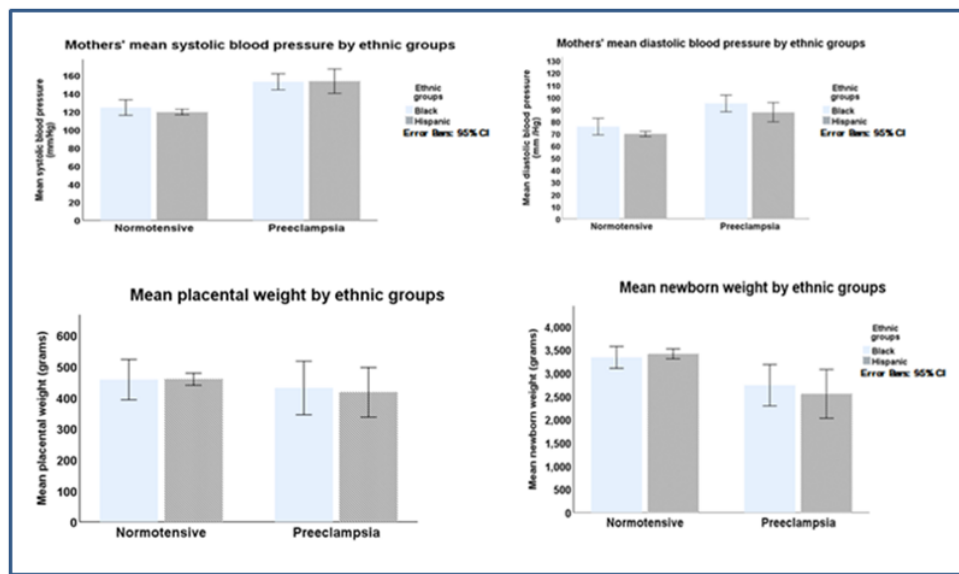 Mothers' mean systolic blood pressure by ethnic groups
Mean systolic blood pressure
(mm/Hg)
160
140
120
100
80
60
40
20
0
Normotensive
Preeclampsia
Ethnic
groups
Black
Hispanic
Error Bars: 95% CI
Mothers' mean diastolic blood pressure by ethnic groups
Mean diastolic blood pressure
(mm /Hg)
130
120
110
100
90
80
70
60
50
40
30
20
10
0
Normotensive
Preeclampsia
Ethnic
groups
Black
Hispanic
Error Bars: 95% CI
Mean placental weight by ethnic groups
Mean placental weight (grams)
600
500
400
300
200
100
0
Normotensive
Preeclampsia
Mean newborn weight by ethnic groups
Mean newborn weight (grams)
4,000
3,500
3,000
2,500
2,000
1,500
1,000
500
0
Normotensive
Preeclampsia
Ethnic
groups
Black
Hispanic
Error Bars: 95% CI